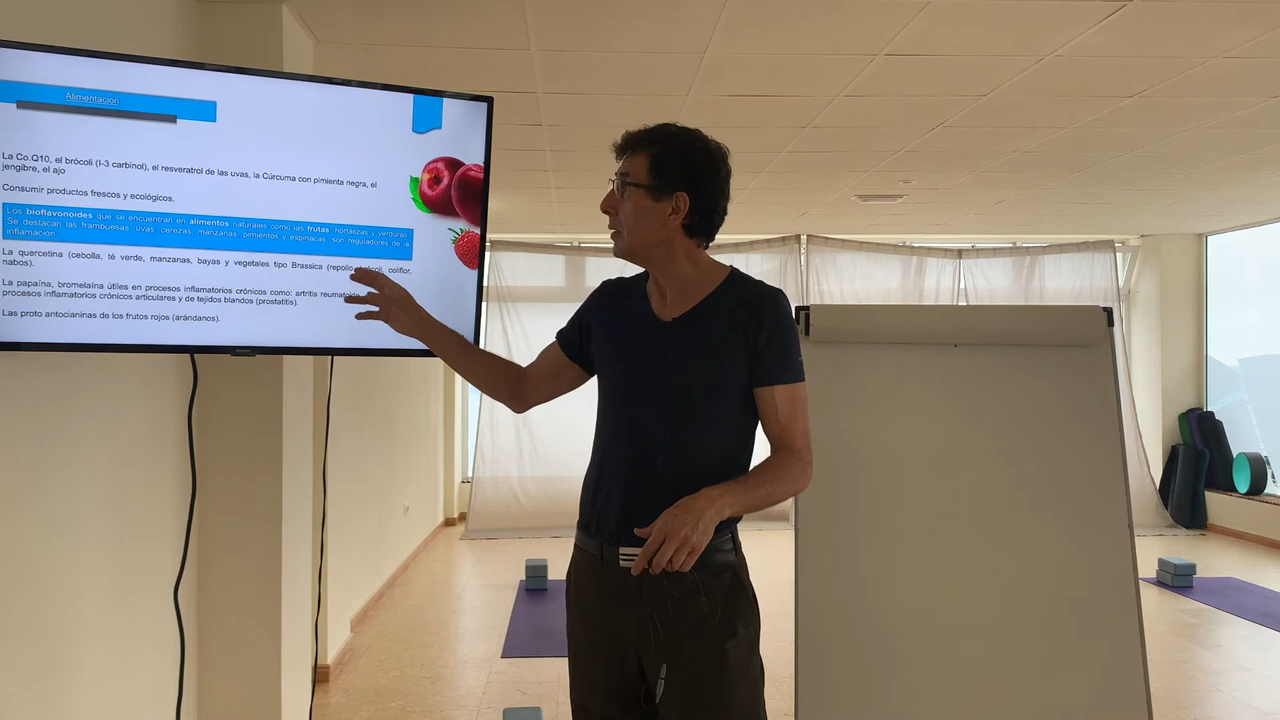 Alimentación
La Co.Q10, el brócoli (I-3 carbinol), el resveratrol de las uvas, la Cúrcuma con pimienta negra, el
jengibre, el ajo
Consumir productos frescos y ecológicos.
Los bioflavonoides que se encuentran en alimentos naturales como las frutas hortalizas y verduras.
Se destacan las frambuesas uvas cerezas manzanas pimientos y espinacas, son reguladores de la
inflamación.
La quercetina (cebolla, té verde, manzanas, bayas y vegetales tipo Brassica (repollo, coliflor,
nabos).
La papaína, bromelaína útiles en procesos inflamatorios crónicos como: artritis
procesos inflamatorios crónicos articulares y de tejidos blandos (prostatitis).
Las proto antocianinas de los frutos rojos (arándanos).